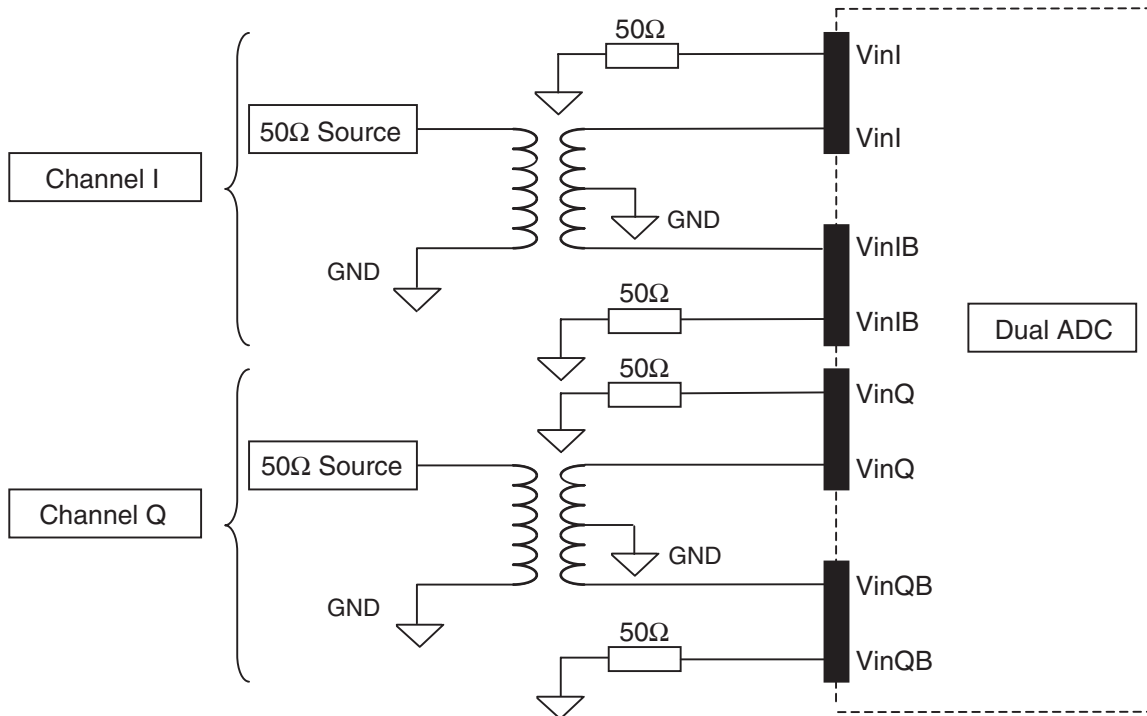 50Ω
VinI
50Ω Source
VinI
Channel I
GND
VinIB
GND
50Ω
VinIB
Dual ADC
50Ω
VinQ
50Ω Source
VinQ
Channel Q
GND
VinQB
GND
50Ω
VinQB